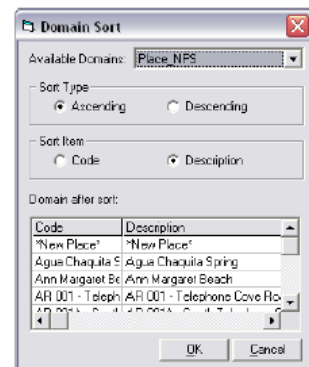 Domain Sort
Available Domains: Place_NPS
Sort Type
Ascending Descending
Sort Item
Code Description
Domain after sort:
Code Description
*New Place* *New Place*
Agua Chaquita S Agua Chaquita Spring
Ann Margaret Be Ann Margaret Beach
AR 001 - Teleph AR 001 - Telephone Cove Ro
OK Cancel